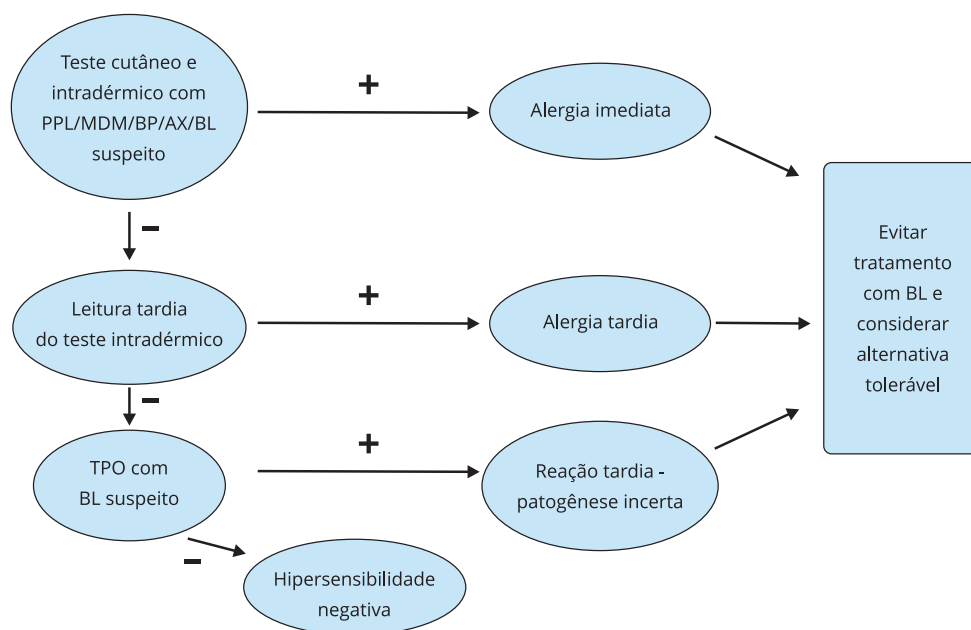 Teste cutâneo e
intradérmico com
PPL/MDM/BP/AX/BL
suspeito
+
Alergia imediata
–
Leitura tardia
do teste intradérmico
+
Alergia tardia
Evitar
tratamento
com BL e
considerar
alternativa
tolerável
–
TPO com
BL suspeito
+
Reação tardia -
patogênese incerta
–
Hipersensibilidade
negativa